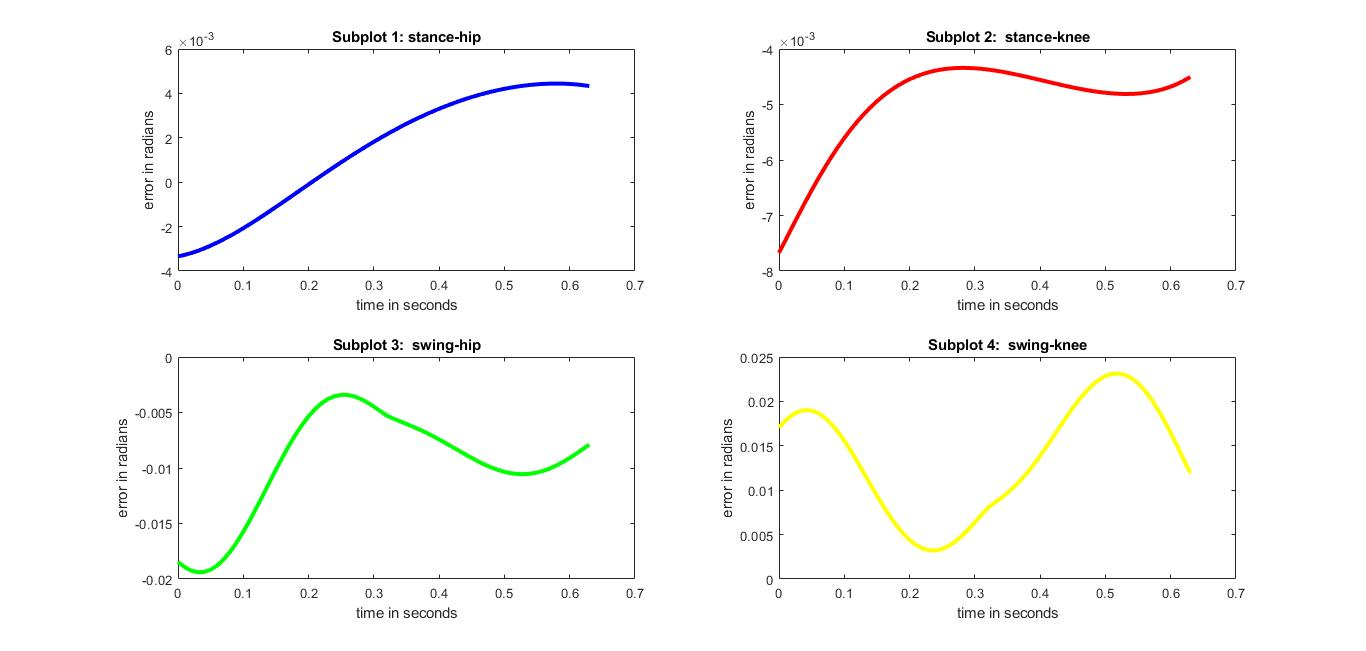 Subplot 1: stance-hip
×10⁻³
6
4
2
0
-2
-4
error in radians
0 0.1 0.2 0.3 0.4 0.5 0.6 0.7
time in seconds
Subplot 2: stance-knee
×10⁻³
-4
-5
-6
-7
-8
error in radians
0 0.1 0.2 0.3 0.4 0.5 0.6 0.7
time in seconds
Subplot 3: swing-hip
0
-0.005
-0.01
-0.015
-0.02
error in radians
0 0.1 0.2 0.3 0.4 0.5 0.6 0.7
time in seconds
Subplot 4: swing-knee
0.025
0.02
0.015
0.01
0.005
0
error in radians
0 0.1 0.2 0.3 0.4 0.5 0.6 0.7
time in seconds